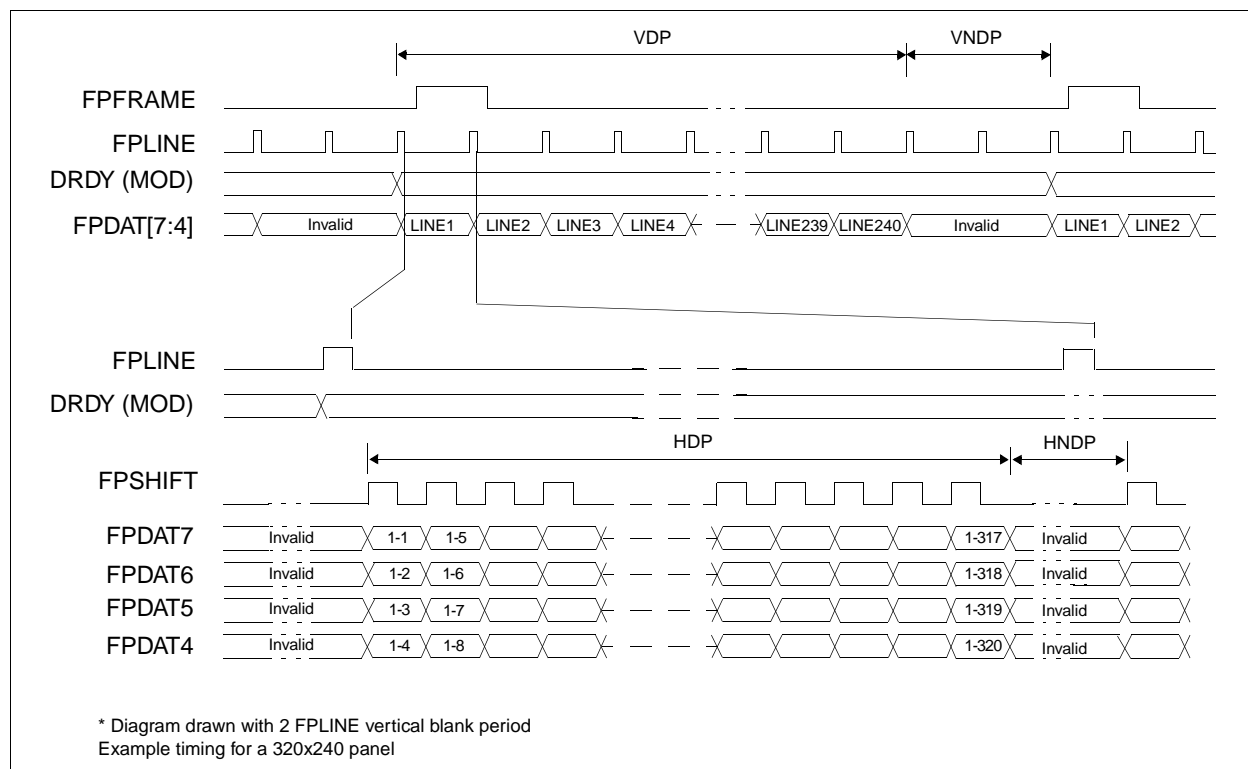 VDP VNDP
FPFRAME
FPLINE
DRDY (MOD)
FPDAT[7:4] Invalid LINE1 LINE2 LINE3 LINE4 LINE239 LINE240 Invalid LINE1 LINE2
FPLINE
DRDY (MOD)
HDP HNDP
FPSHIFT
FPDAT7 Invalid 1-1 1-5 1-317 Invalid
FPDAT6 Invalid 1-2 1-6 1-318 Invalid
FPDAT5 Invalid 1-3 1-7 1-319 Invalid
FPDAT4 Invalid 1-4 1-8 1-320 Invalid
* Diagram drawn with 2 FPLINE vertical blank period
Example timing for a 320x240 panel